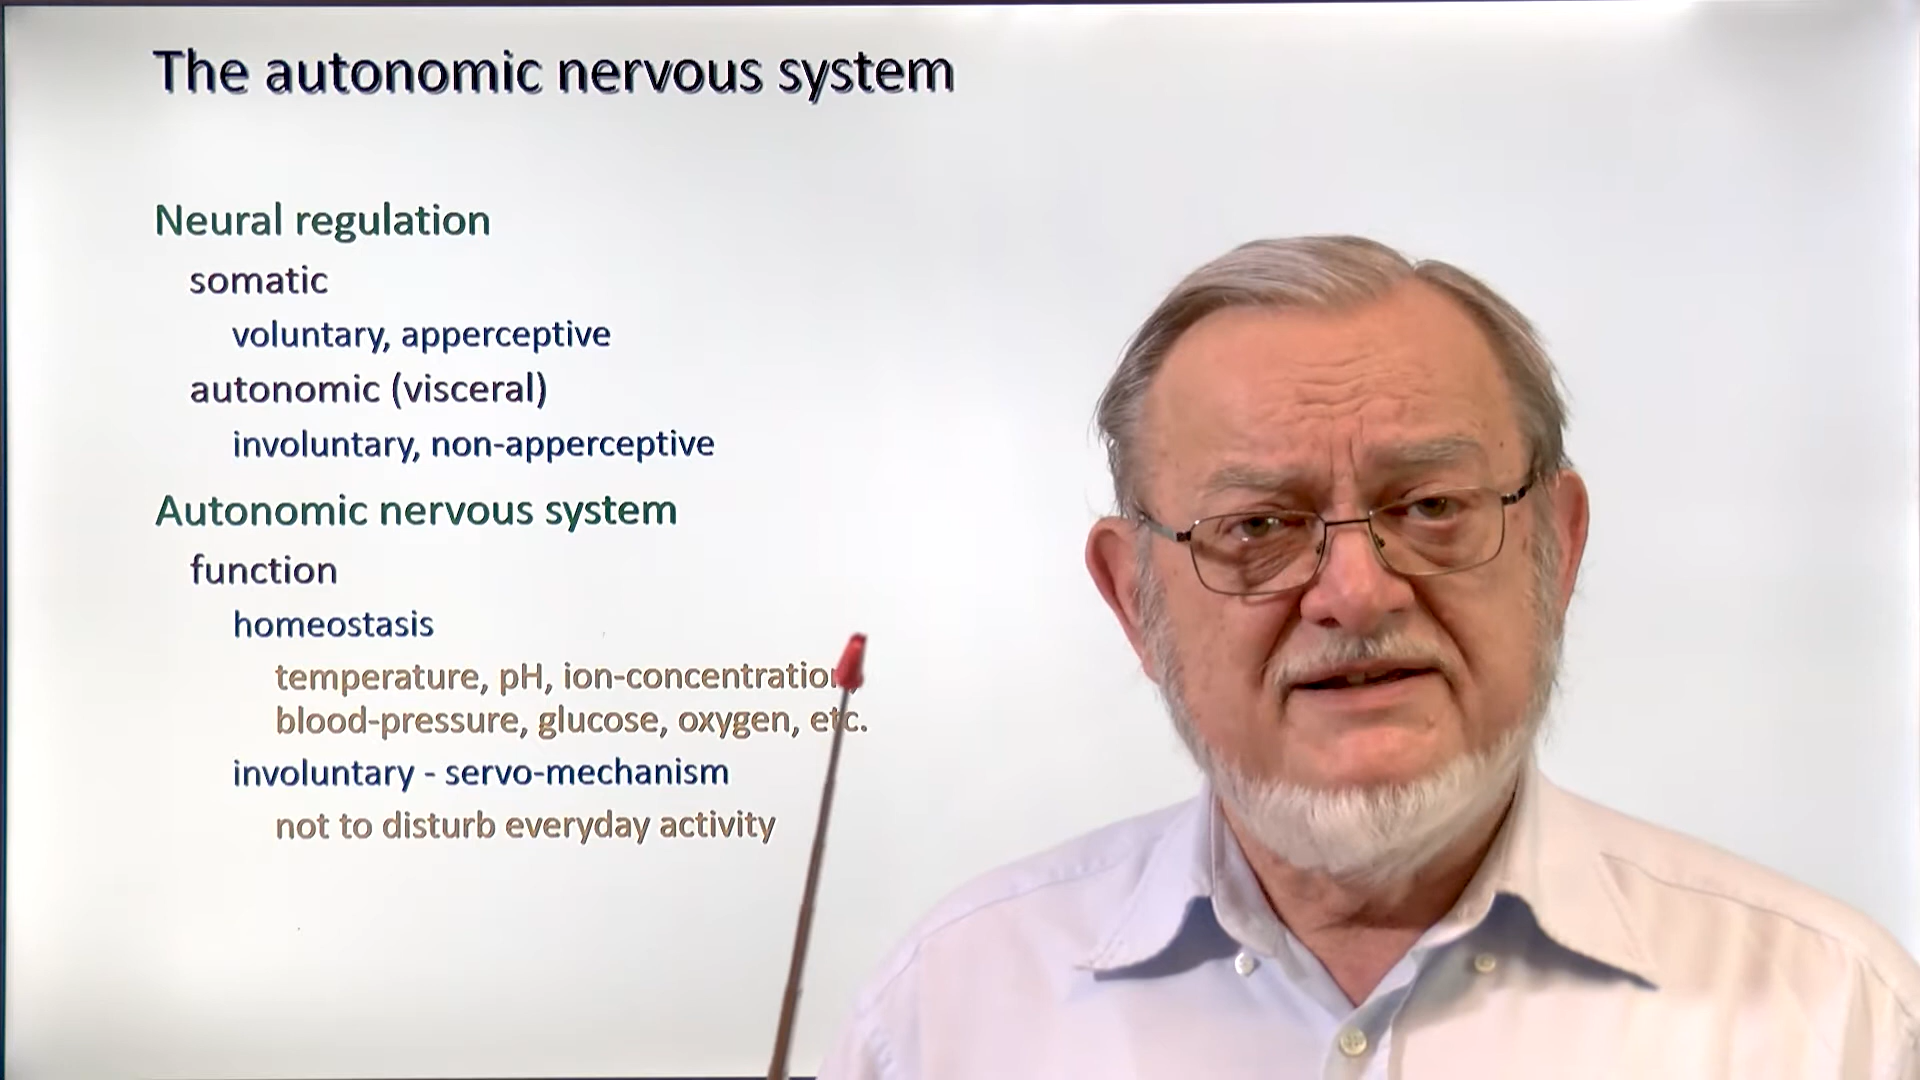 The autonomic nervous system
Neural regulation
somatic
voluntary, apperceptive
autonomic (visceral)
involuntary, non-apperceptive
Autonomic nervous system
function
homeostasis
temperature, pH, ion-concentration,
blood-pressure, glucose, oxygen, etc.
involuntary - servo-mechanism
not to disturb everyday activity